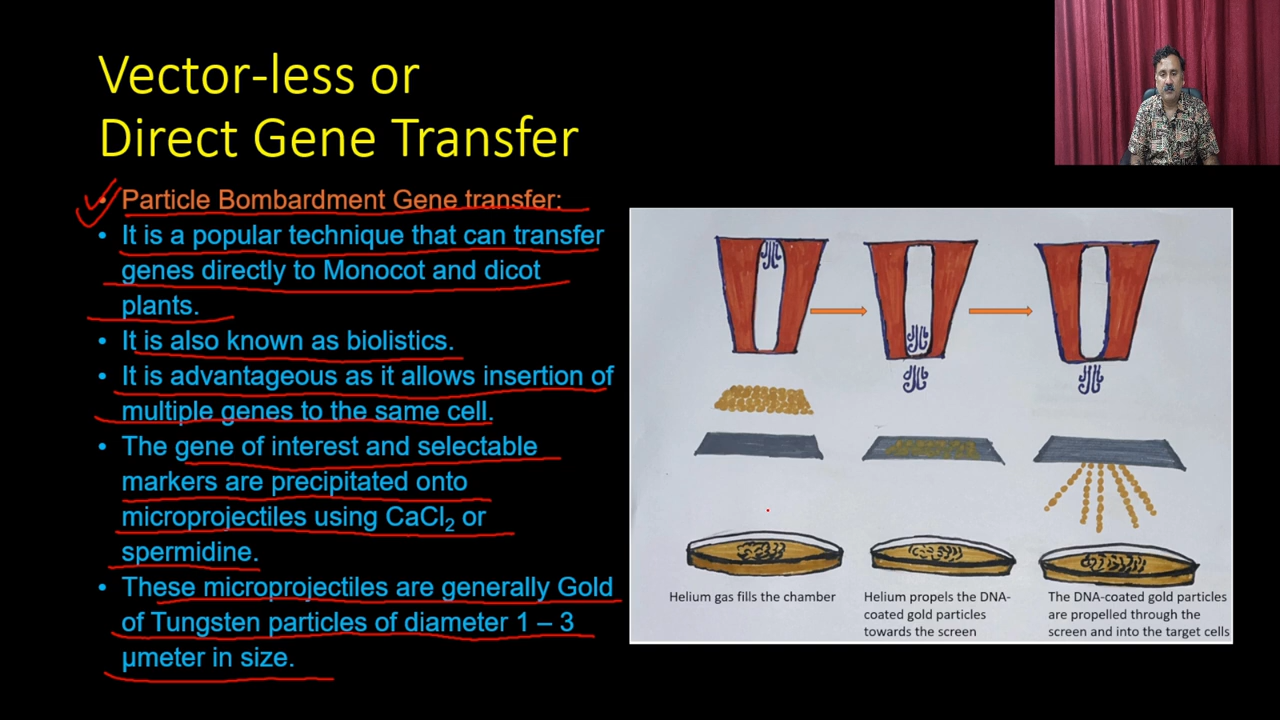 Vector-less or
Direct Gene Transfer
• Particle Bombardment Gene transfer:
• It is a popular technique that can transfer
genes directly to Monocot and dicot
plants.
• It is also known as biolistics.
• It is advantageous as it allows insertion of
multiple genes to the same cell.
• The gene of interest and selectable
markers are precipitated onto
microprojectiles using CaCl₂ or
spermidine.
• These microprojectiles are generally Gold
of Tungsten particles of diameter 1 – 3
µmeter in size.
Helium gas fills the chamber
Helium propels the DNA-
coated gold particles
towards the screen
The DNA-coated gold particles
are propelled through the
screen and into the target cells